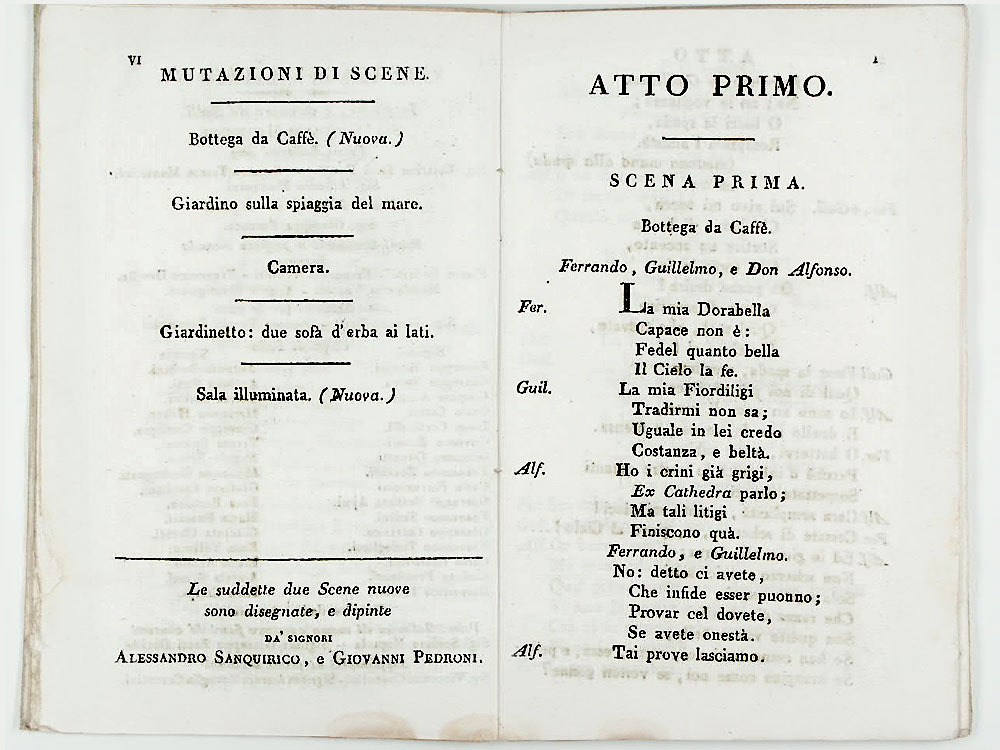 VI
MUTAZIONI DI SCENE.
Bottega da Caffè. (Nuova.)
Giardino sulla spiaggia del mare.
Camera.
Giardinetto: due sofà d'erba ai lati.
Sala illuminata. (Nuova.)
Le suddette due Scene nuove
sono disegnate, e dipinte
DA' SIGNORI
ALESSANDRO SANQUIRICO, e GIOVANNI PEDRONI.
1
ATTO PRIMO.
SCENA PRIMA.
Bottega da Caffè.
Ferrando, Guillelmo, e Don Alfonso.
Fer. La mia Dorabella
Capace non è:
Fedel quanto bella
Il Cielo la fe.
Guil. La mia Fiordiligi
Tradirmi non sa;
Uguale in lei credo
Costanza, e beltà.
Alf. Ho i crini già grigi,
Ex Cathedra parlo;
Ma tali litigi
Finiscono quà.
Ferrando, e Guillelmo.
No: detto ci avete,
Che infide esser puonno;
Provar cel dovete,
Se avete onestà.
Alf. Tai prove lasciamo.